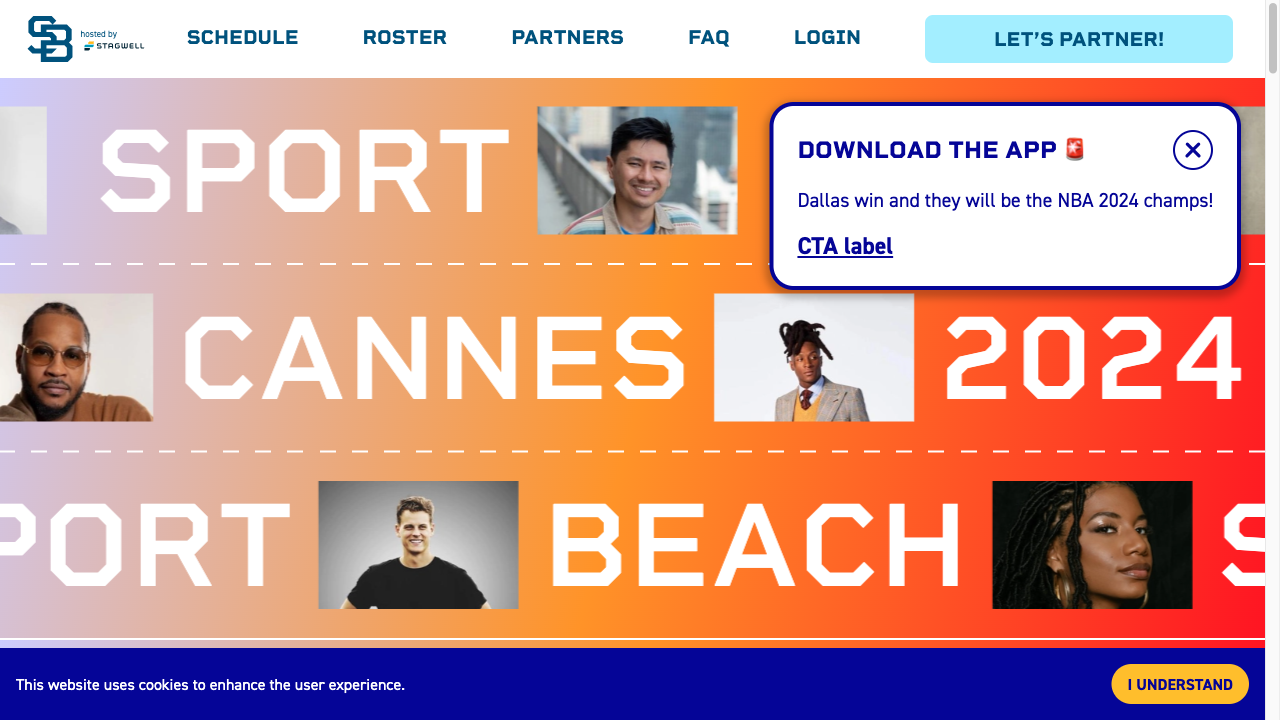 SB hosted by STAGWELL
SCHEDULE ROSTER PARTNERS FAQ LOGIN LET’S PARTNER!
SPORT
DOWNLOAD THE APP 🚨
Dallas win and they will be the NBA 2024 champs!
CTA label
CANNES 2024
PORT BEACH S
This website uses cookies to enhance the user experience.
I UNDERSTAND